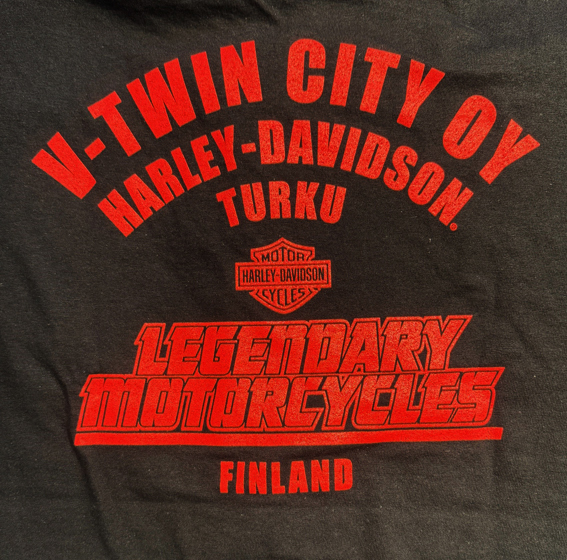 V-TWIN CITY OY
HARLEY-DAVIDSON®
TURKU
MOTOR
HARLEY-DAVIDSON
CYCLES
LEGENDARY
MOTORCYCLES
FINLAND